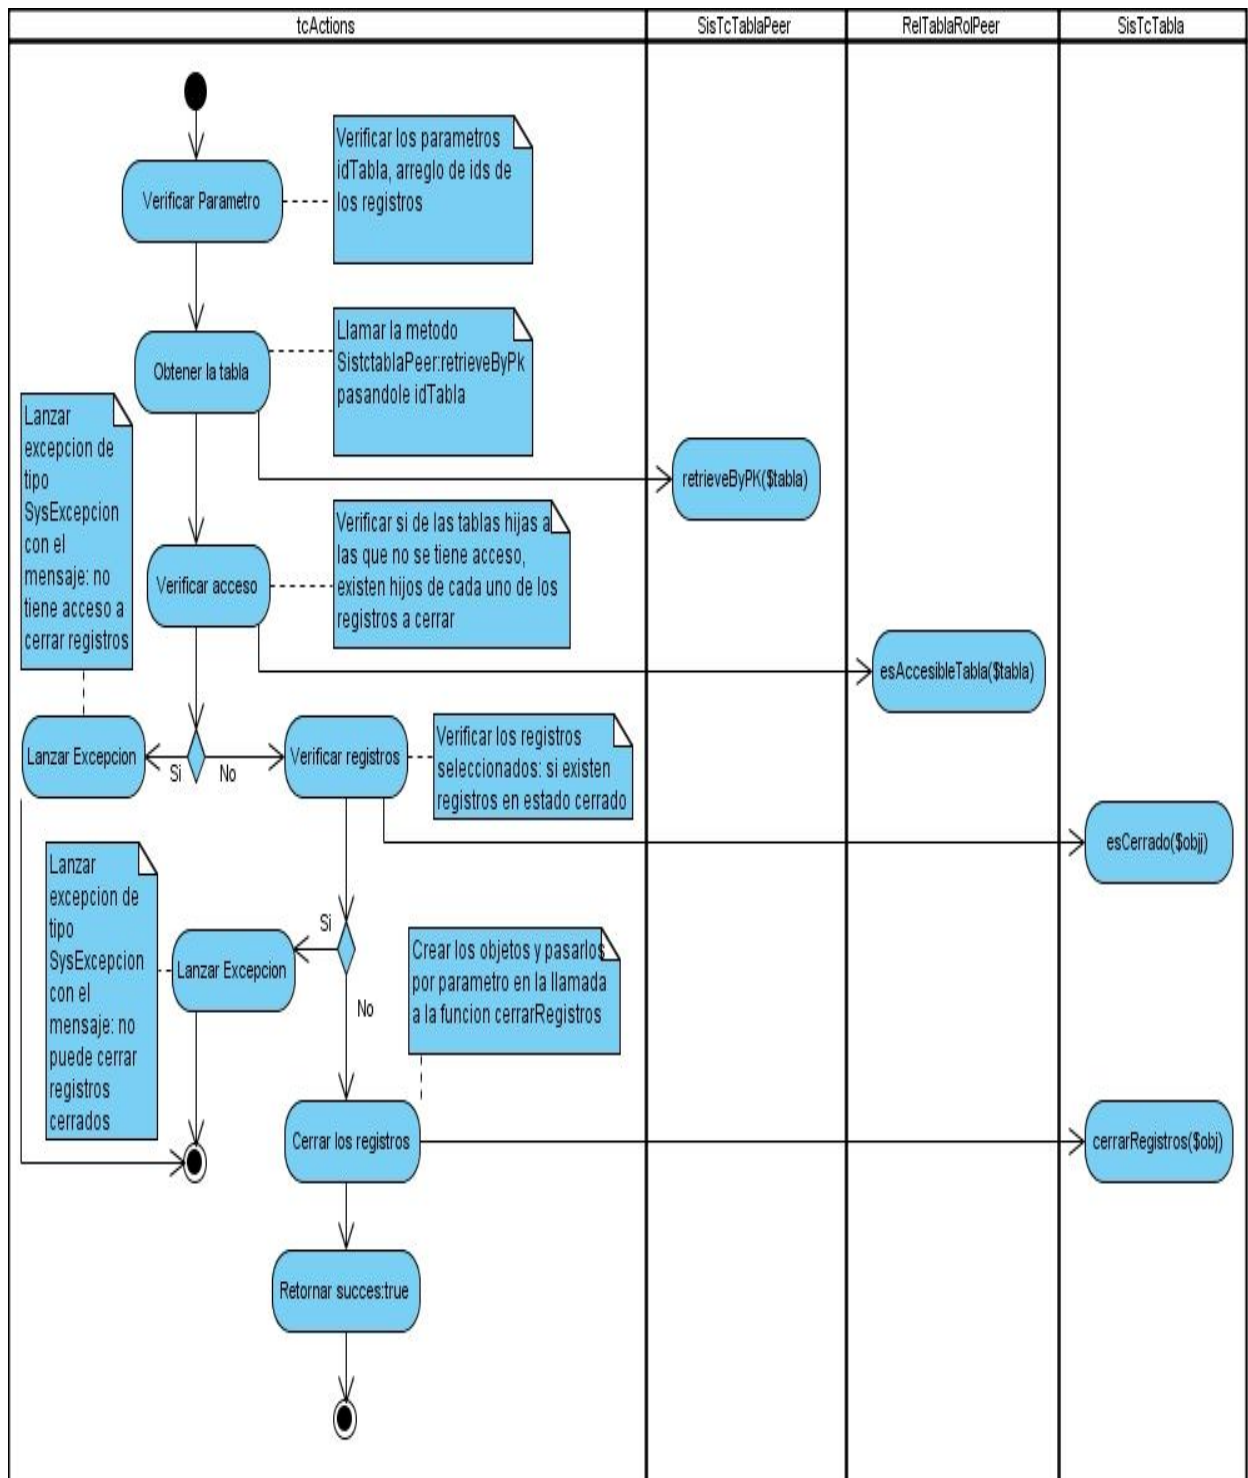 tcActions
SisTcTablaPeer
RelTablaRolPeer
SisTcTabla
Verificar Parametro
Verificar los parametros
idTabla, arreglo de ids de
los registros
Obtener la tabla
Llamar la metodo
SistctablaPeer:retrieveByPk
pasandole idTabla
retrieveByPK($tabla)
Lanzar
excepcion de
tipo
SysExcepcion
con el
mensaje: no
tiene acceso a
cerrar registros
Verificar acceso
Verificar si de las tablas hijas a
las que no se tiene acceso,
existen hijos de cada uno de los
registros a cerrar
esAccesibleTabla($tabla)
Lanzar Excepcion
Si
No
Verificar registros
Verificar los registros
seleccionados: si existen
registros en estado cerrado
esCerrado($objj)
Lanzar
excepcion de
tipo
SysExcepcion
con el
mensaje: no
puede cerrar
registros
cerrados
Lanzar Excepcion
Si
No
Crear los objetos y pasarlos
por parametro en la llamada
a la funcion cerrarRegistros
Cerrar los registros
cerrarRegistros($obj)
Retornar succes:true